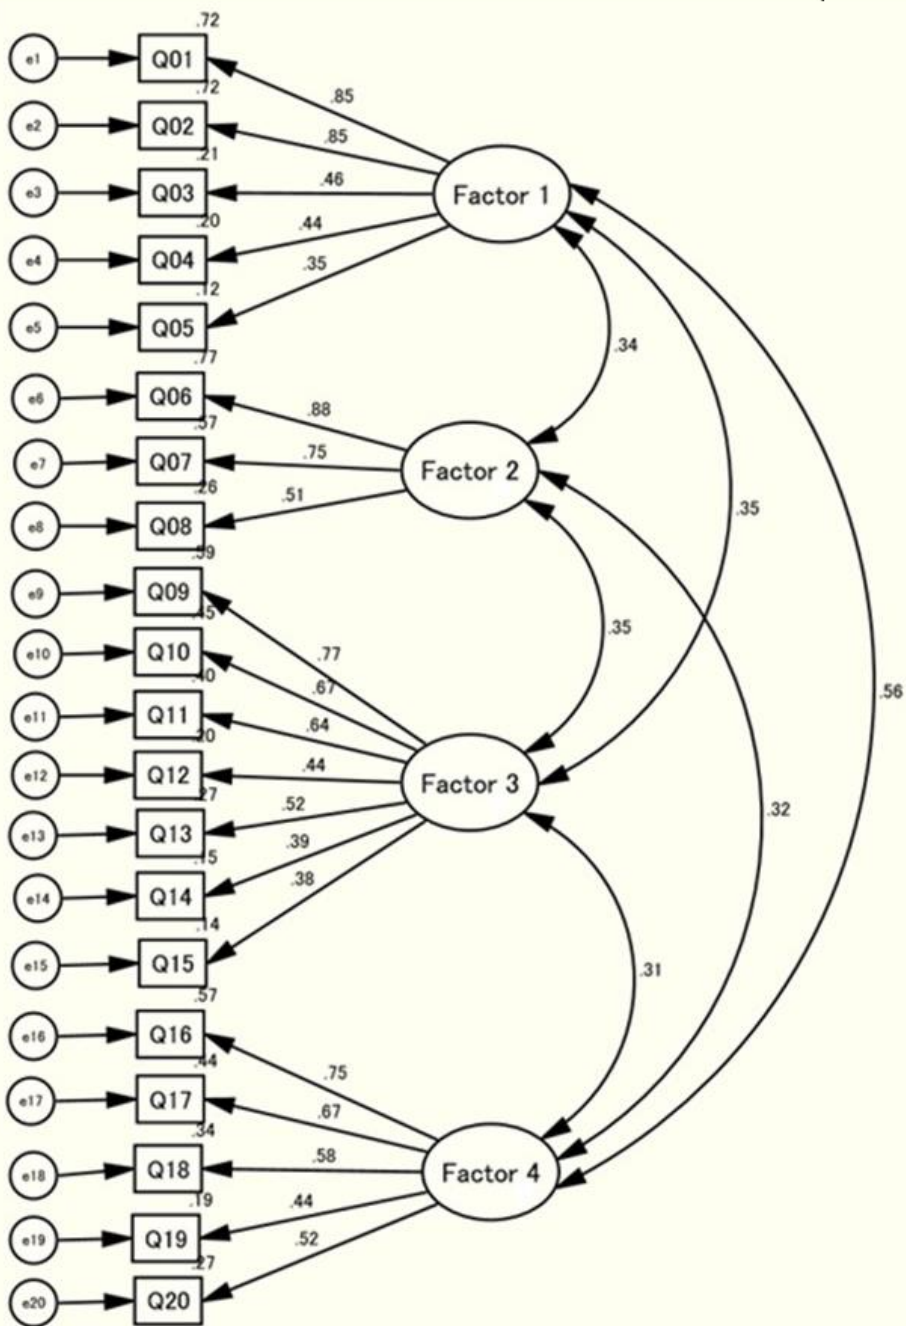 .72
e1 Q01 .85
.72
e2 Q02 .85
.21
e3 Q03 .46 Factor 1
.20
e4 Q04 .44
.12
e5 Q05 .35
.34
.77
e6 Q06 .88
.57
e7 Q07 .75 Factor 2
.26
e8 Q08 .51
.35
.59
e9 Q09 .77
.45
e10 Q10 .67
.35
.40
e11 Q11 .64
.56
.20
e12 Q12 .44 Factor 3
.27
e13 Q13 .52
.32
.15
e14 Q14 .39
.14
e15 Q15 .38
.31
.57
e16 Q16 .75
.44
e17 Q17 .67
.34
e18 Q18 .58 Factor 4
.19
e19 Q19 .44
.27
e20 Q20 .52